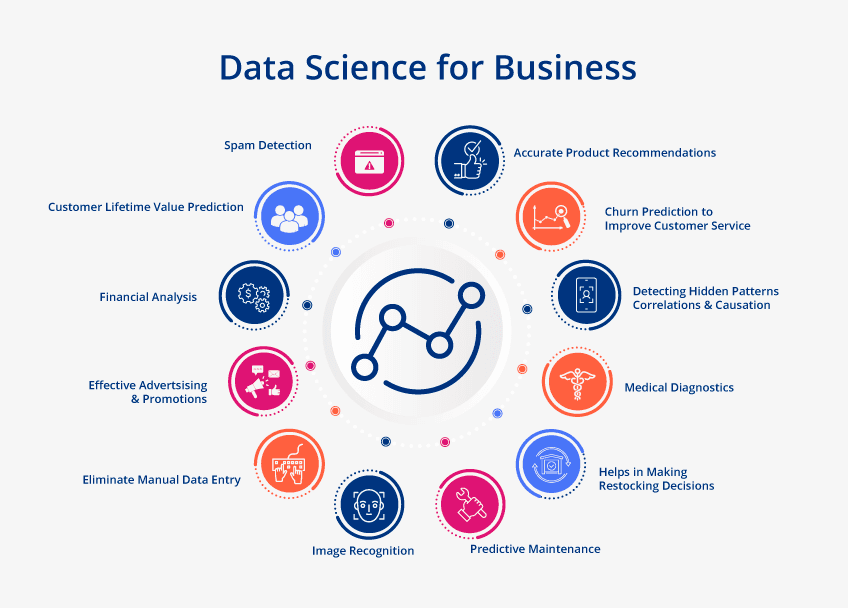 Data Science for Business
Spam Detection
Accurate Product Recommendations
Customer Lifetime Value Prediction
Churn Prediction to
Improve Customer Service
Financial Analysis
Detecting Hidden Patterns
Correlations & Causation
Effective Advertsising
& Promotions
Medical Diagnostics
Eliminate Manual Data Entry
Helps in Making
Restocking Decisions
Image Recognition
Predictive Maintenance